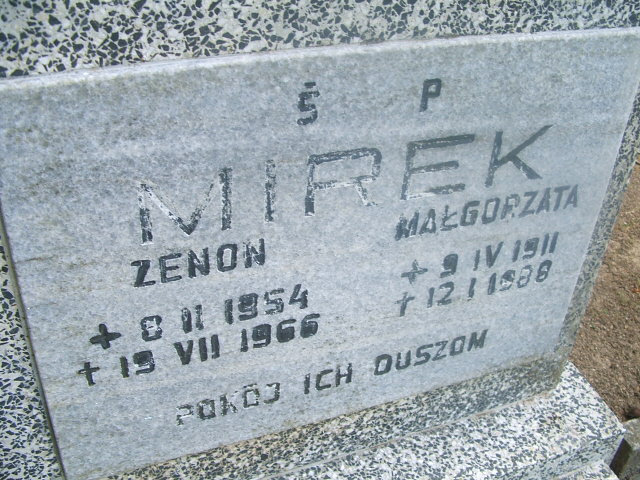 Ś P
MIREK
ZENON MAŁGORZATA
+ 8 II 1954 + 9 IV 1911
† 19 VII 1966 † 12 I 1988
POKÓJ ICH DUSZOM